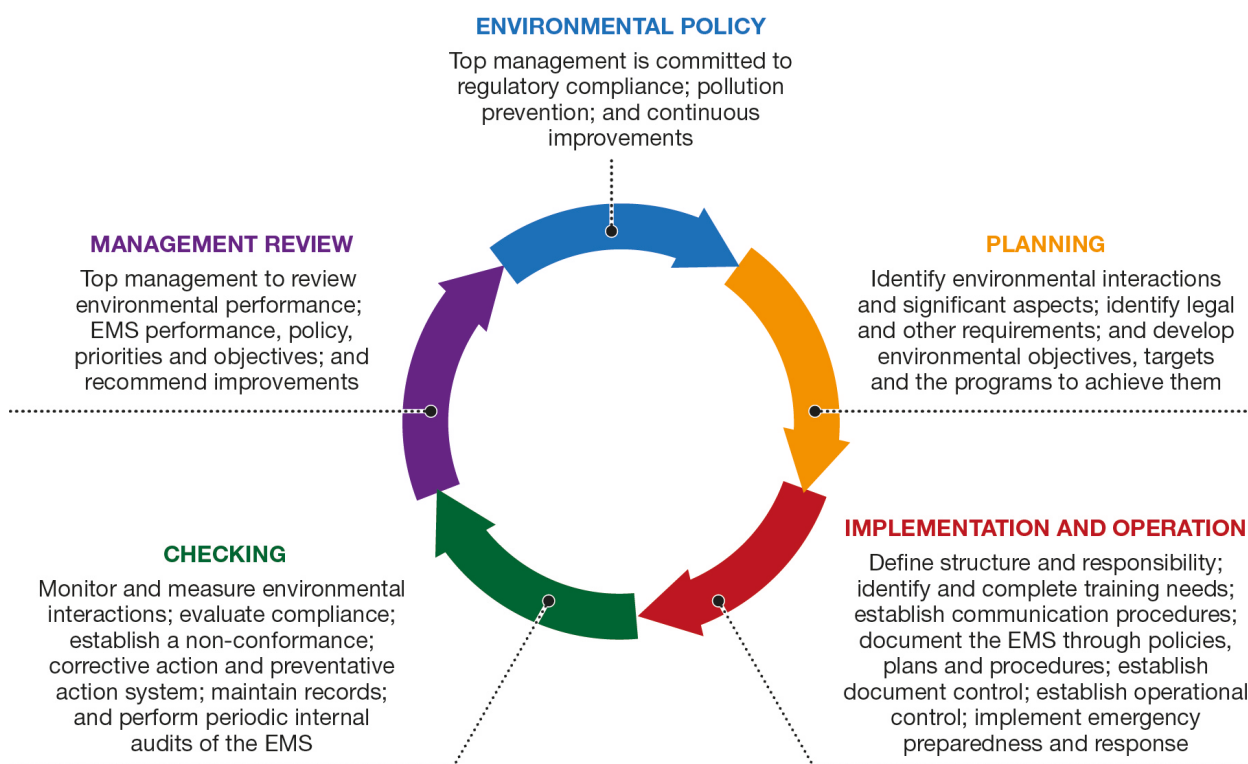 ENVIRONMENTAL POLICY
Top management is committed to
regulatory compliance; pollution
prevention; and continuous
improvements
PLANNING
Identify environmental interactions
and significant aspects; identify legal
and other requirements; and develop
environmental objectives, targets
and the programs to achieve them
IMPLEMENTATION AND OPERATION
Define structure and responsibility;
identify and complete training needs;
establish communication procedures;
document the EMS through policies,
plans and procedures; establish
document control; establish operational
control; implement emergency
preparedness and response
CHECKING
Monitor and measure environmental
interactions; evaluate compliance;
establish a non-conformance;
corrective action and preventative
action system; maintain records;
and perform periodic internal
audits of the EMS
MANAGEMENT REVIEW
Top management to review
environmental performance;
EMS performance, policy,
priorities and objectives; and
recommend improvements